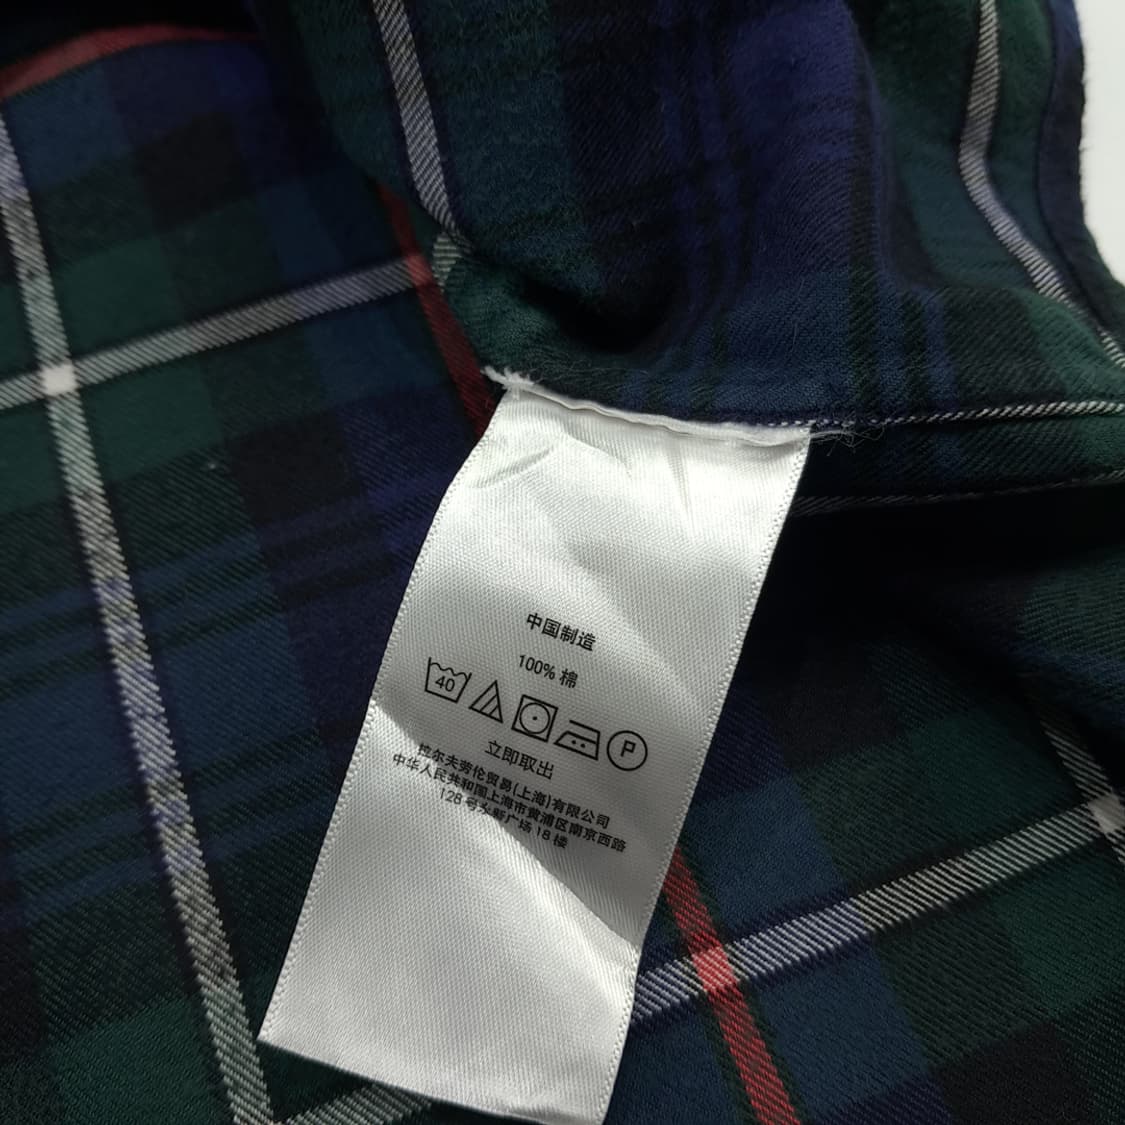 中国制造
100% 棉
40
P
立即取出
拉尔夫劳伦贸易(上海)有限公司
中华人民共和国上海市黄浦区南京西路
128 号永新广场 18 楼